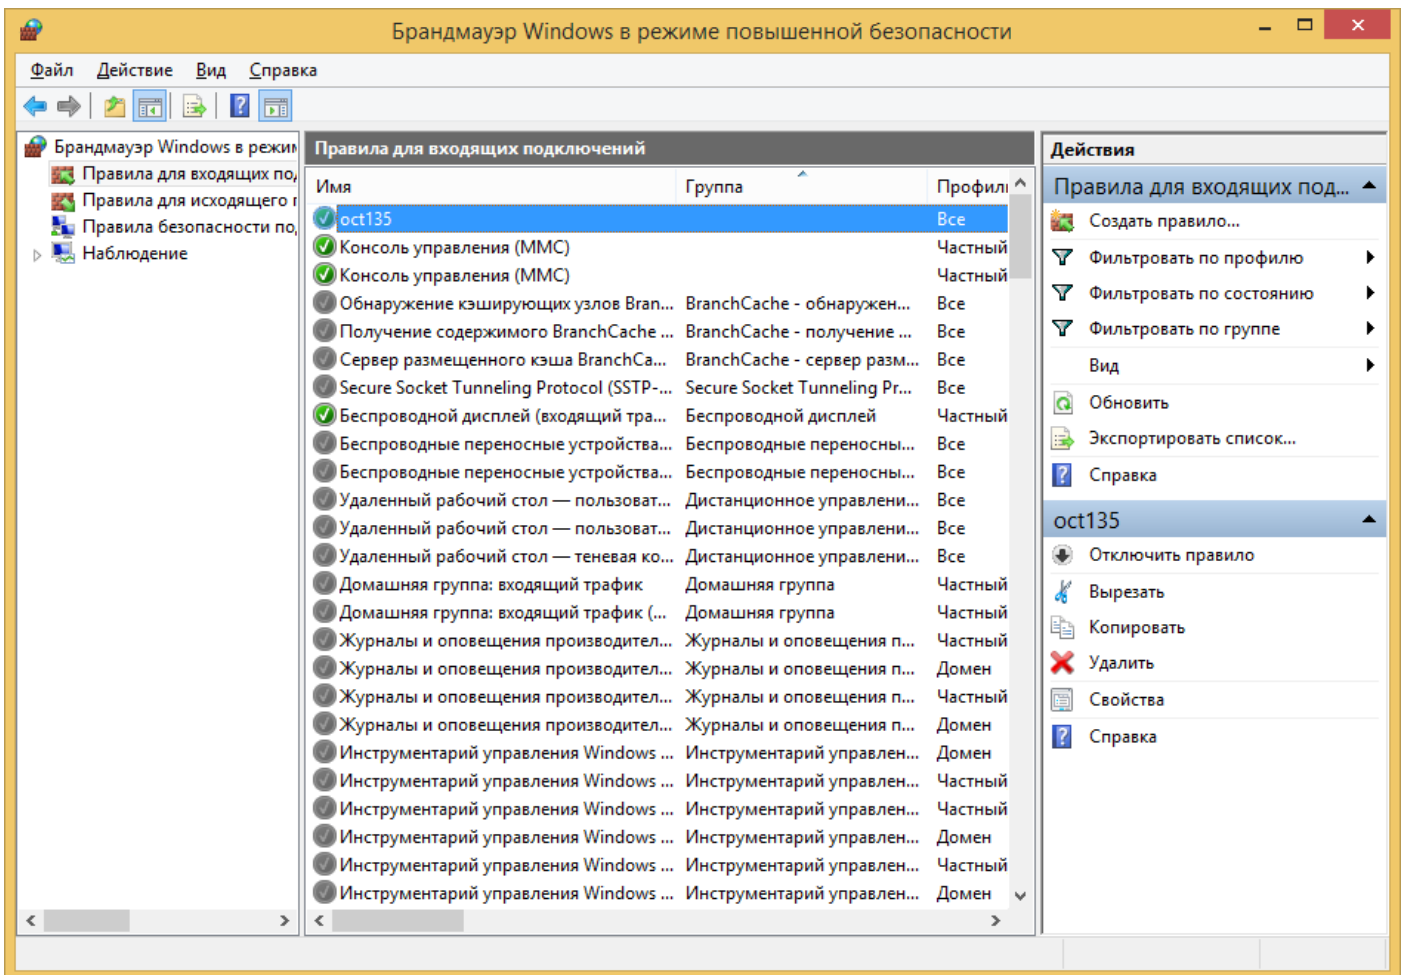 Брандмауэр Windows в режиме повышенной безопасности
Файл Действие Вид Справка
Брандмауэр Windows в режим
Правила для входящих под
Правила для исходящего т
Правила безопасности под
Наблюдение
Правила для входящих подключений
Имя Группа Профиль
oct135 Все
Консоль управления (MMC) Частный
Консоль управления (MMC) Частный
Обнаружение кэширующих узлов Bran... BranchCache - обнаружен... Все
Получение содержимого BranchCache ... BranchCache - получение ... Все
Сервер размещенного кэша BranchCa... BranchCache - сервер разм... Все
Secure Socket Tunneling Protocol (SSTP-... Secure Socket Tunneling Pr... Все
Беспроводной дисплей (входящий тра... Беспроводной дисплей Частный
Беспроводные переносные устройства... Беспроводные переносны... Все
Беспроводные переносные устройства... Беспроводные переносны... Все
Удаленный рабочий стол — пользоват... Дистанционное управлени... Все
Удаленный рабочий стол — пользоват... Дистанционное управлени... Все
Удаленный рабочий стол — теневая ко... Дистанционное управлени... Все
Домашняя группа: входящий трафик Домашняя группа Частный
Домашняя группа: входящий трафик (... Домашняя группа Частный
Журналы и оповещения производител... Журналы и оповещения п... Частный
Журналы и оповещения производител... Журналы и оповещения п... Домен
Журналы и оповещения производител... Журналы и оповещения п... Частный
Журналы и оповещения производител... Журналы и оповещения п... Домен
Инструментарий управления Windows ... Инструментарий управлен... Домен
Инструментарий управления Windows ... Инструментарий управлен... Частный
Инструментарий управления Windows ... Инструментарий управлен... Частный
Инструментарий управления Windows ... Инструментарий управлен... Домен
Инструментарий управления Windows ... Инструментарий управлен... Частный
Инструментарий управления Windows ... Инструментарий управлен... Домен
Действия
Правила для входящих под...
Создать правило...
Фильтровать по профилю
Фильтровать по состоянию
Фильтровать по группе
Вид
Обновить
Экспортировать список...
Справка
oct135
Отключить правило
Вырезать
Копировать
Удалить
Свойства
Справка